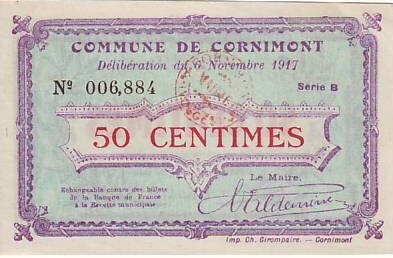 COMMUNE DE CORNIMONT
Délibération du 6 Novembre 1917
Nº 006,884
Série B
50 CENTIMES
Echangeable contre des billets
de la Banque de France
à la Recette municipale
Le Maire,
Imp. Ch. Girompaire. — Cornimont